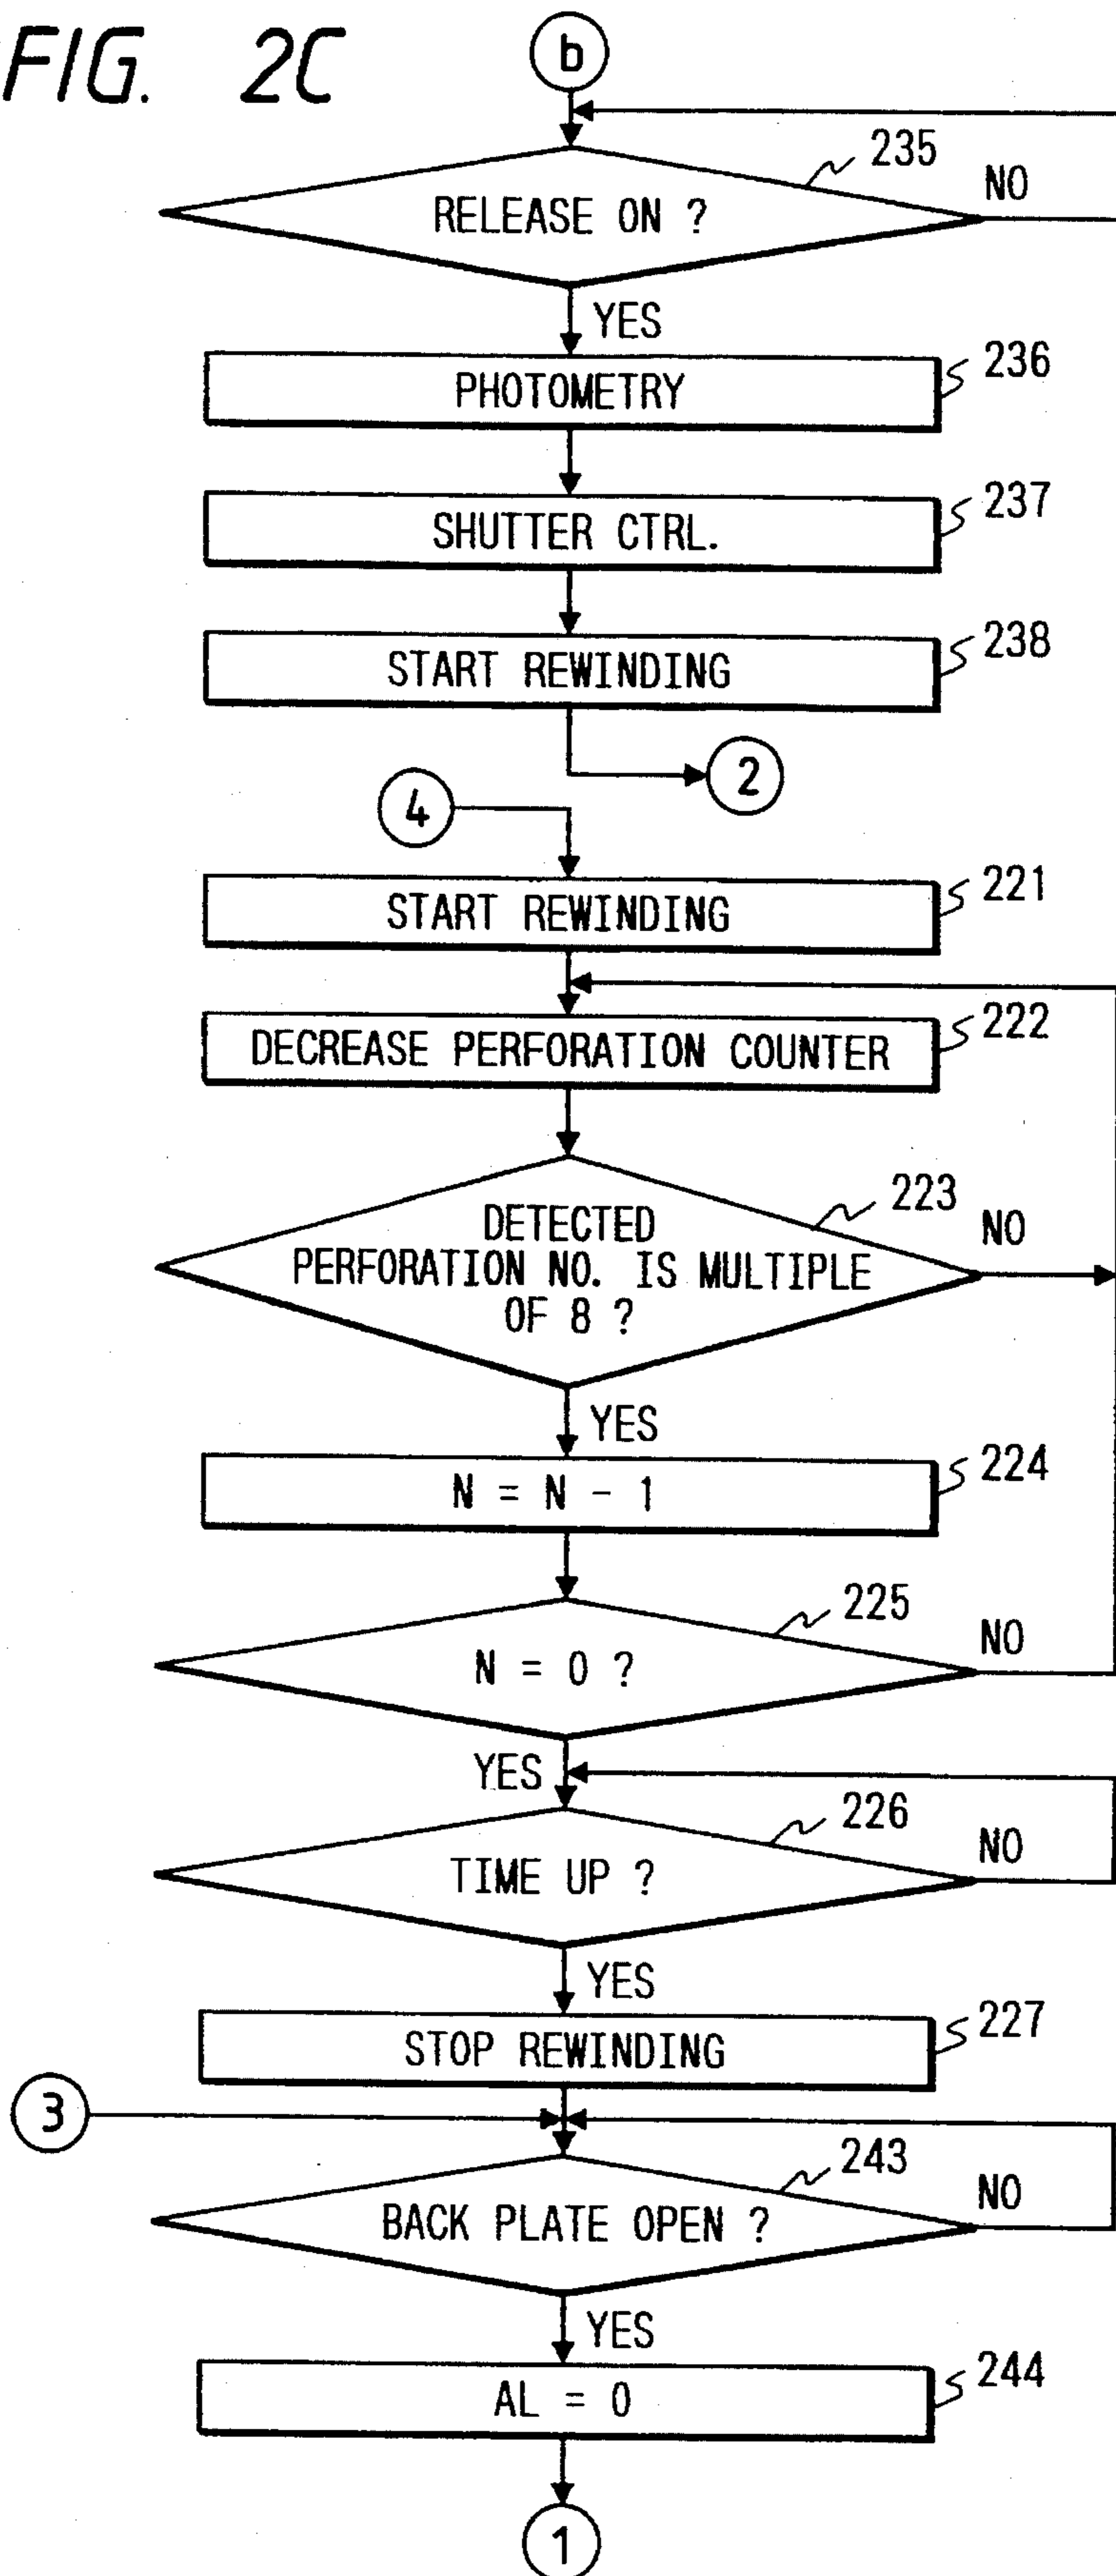 FIG. 2C
b
235
RELEASE ON ?
NO
YES
236
PHOTOMETRY
237
SHUTTER CTRL.
238
START REWINDING
2
4
221
START REWINDING
222
DECREASE PERFORATION COUNTER
223
NO
DETECTED
PERFORATION NO. IS MULTIPLE
OF 8 ?
YES
224
N = N - 1
225
NO
N = 0 ?
YES
226
NO
TIME UP ?
YES
227
STOP REWINDING
3
243
NO
BACK PLATE OPEN ?
YES
244
AL = 0
1